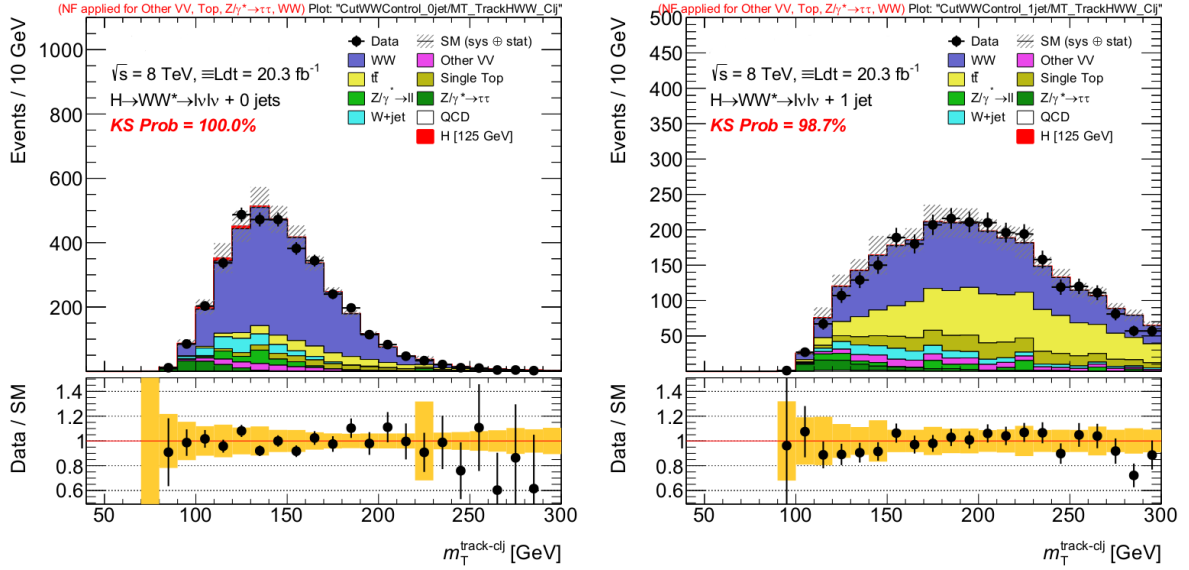 (NF applied for Other VV, Top, Z/γ*→ττ, WW) Plot: "CutWWControl_0jet/MT_TrackHWW_Clj"
Events / 10 GeV
1000
800
600
400
200
Data
SM (sys ⊕ stat)
WW
Other VV
tt̄
Single Top
Z/γ*→ll
Z/γ*→ττ
W+jet
QCD
H [125 GeV]
√s = 8 TeV, ≡Ldt = 20.3 fb⁻¹
H→WW*→lνlν + 0 jets
KS Prob = 100.0%
Data / SM
1.4
1.2
1
0.8
0.6
50 100 150 200 250 300
m_T^track-clj [GeV]
(NF applied for Other VV, Top, Z/γ*→ττ, WW) Plot: "CutWWControl_1jet/MT_TrackHWW_Clj"
Events / 10 GeV
500
450
400
350
300
250
200
150
100
50
Data
SM (sys ⊕ stat)
WW
Other VV
tt̄
Single Top
Z/γ*→ll
Z/γ*→ττ
W+jet
QCD
H [125 GeV]
√s = 8 TeV, ≡Ldt = 20.3 fb⁻¹
H→WW*→lνlν + 1 jet
KS Prob = 98.7%
Data / SM
1.4
1.2
1
0.8
0.6
50 100 150 200 250 300
m_T^track-clj [GeV]